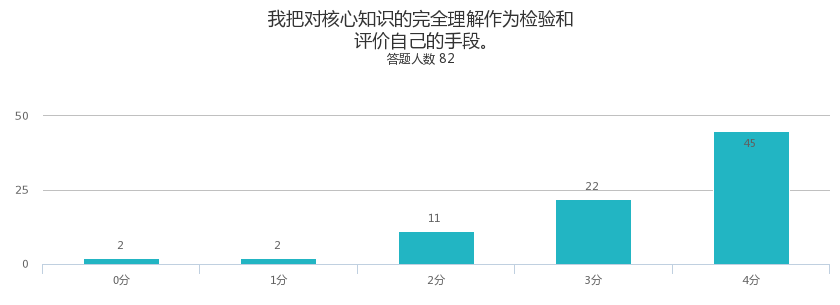 我把对核心知识的完全理解作为检验和
评价自己的手段。
答题人数 82
50
25
0
2
2
11
22
45
0分
1分
2分
3分
4分